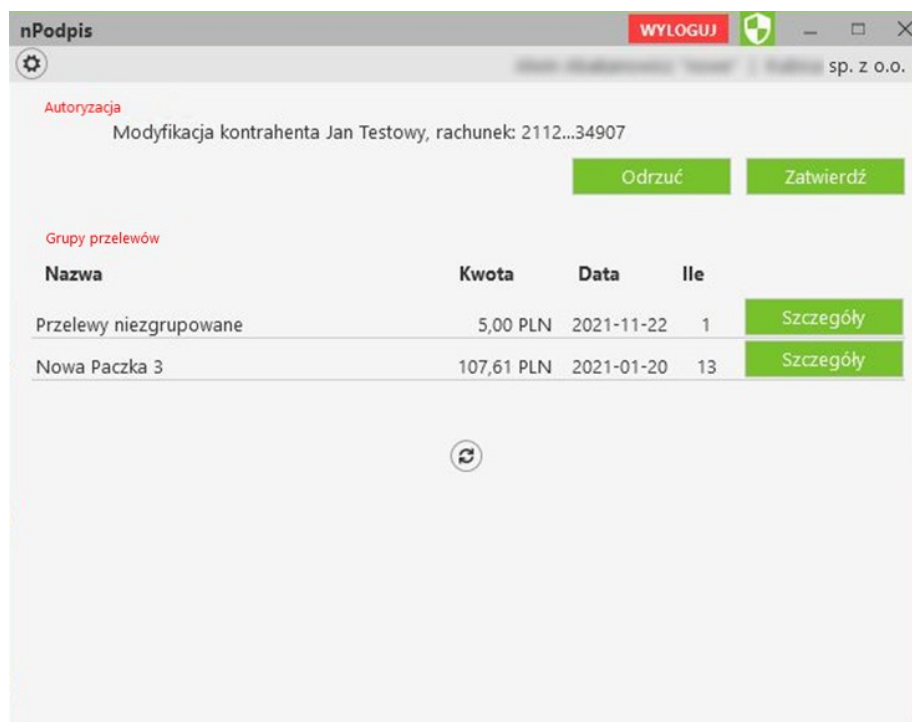 nPodpis WYLOGUJ
sp. z o.o.
Autoryzacja
Modyfikacja kontrahenta Jan Testowy, rachunek: 2112...34907
Odrzuć Zatwierdź
Grupy przelewów
Nazwa Kwota Data Ile
Przelewy niezgrupowane 5,00 PLN 2021-11-22 1 Szczegóły
Nowa Paczka 3 107,61 PLN 2021-01-20 13 Szczegóły